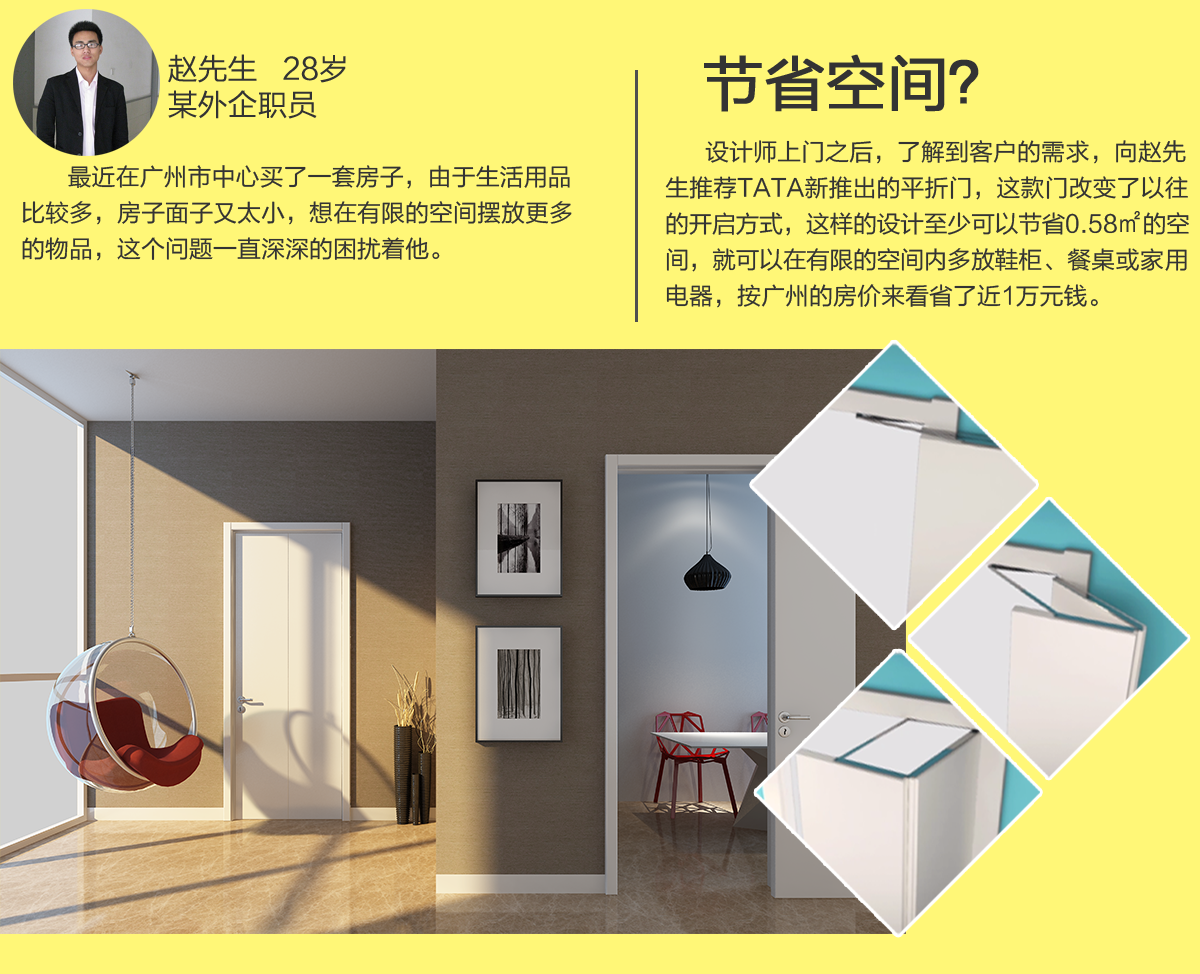 赵先生 28岁
某外企职员
最近在广州市中心买了一套房子，由于生活用品
比较多，房子面子又太小，想在有限的空间摆放更多
的物品，这个问题一直深深的困扰着他。
节省空间？
设计师上门之后，了解到客户的需求，向赵先
生推荐TATA新推出的平折门，这款门改变了以往
的开启方式，这样的设计至少可以节省0.58㎡的空
间，就可以在有限的空间内多放鞋柜、餐桌或家用
电器，按广州的房价来看省了近1万元钱。